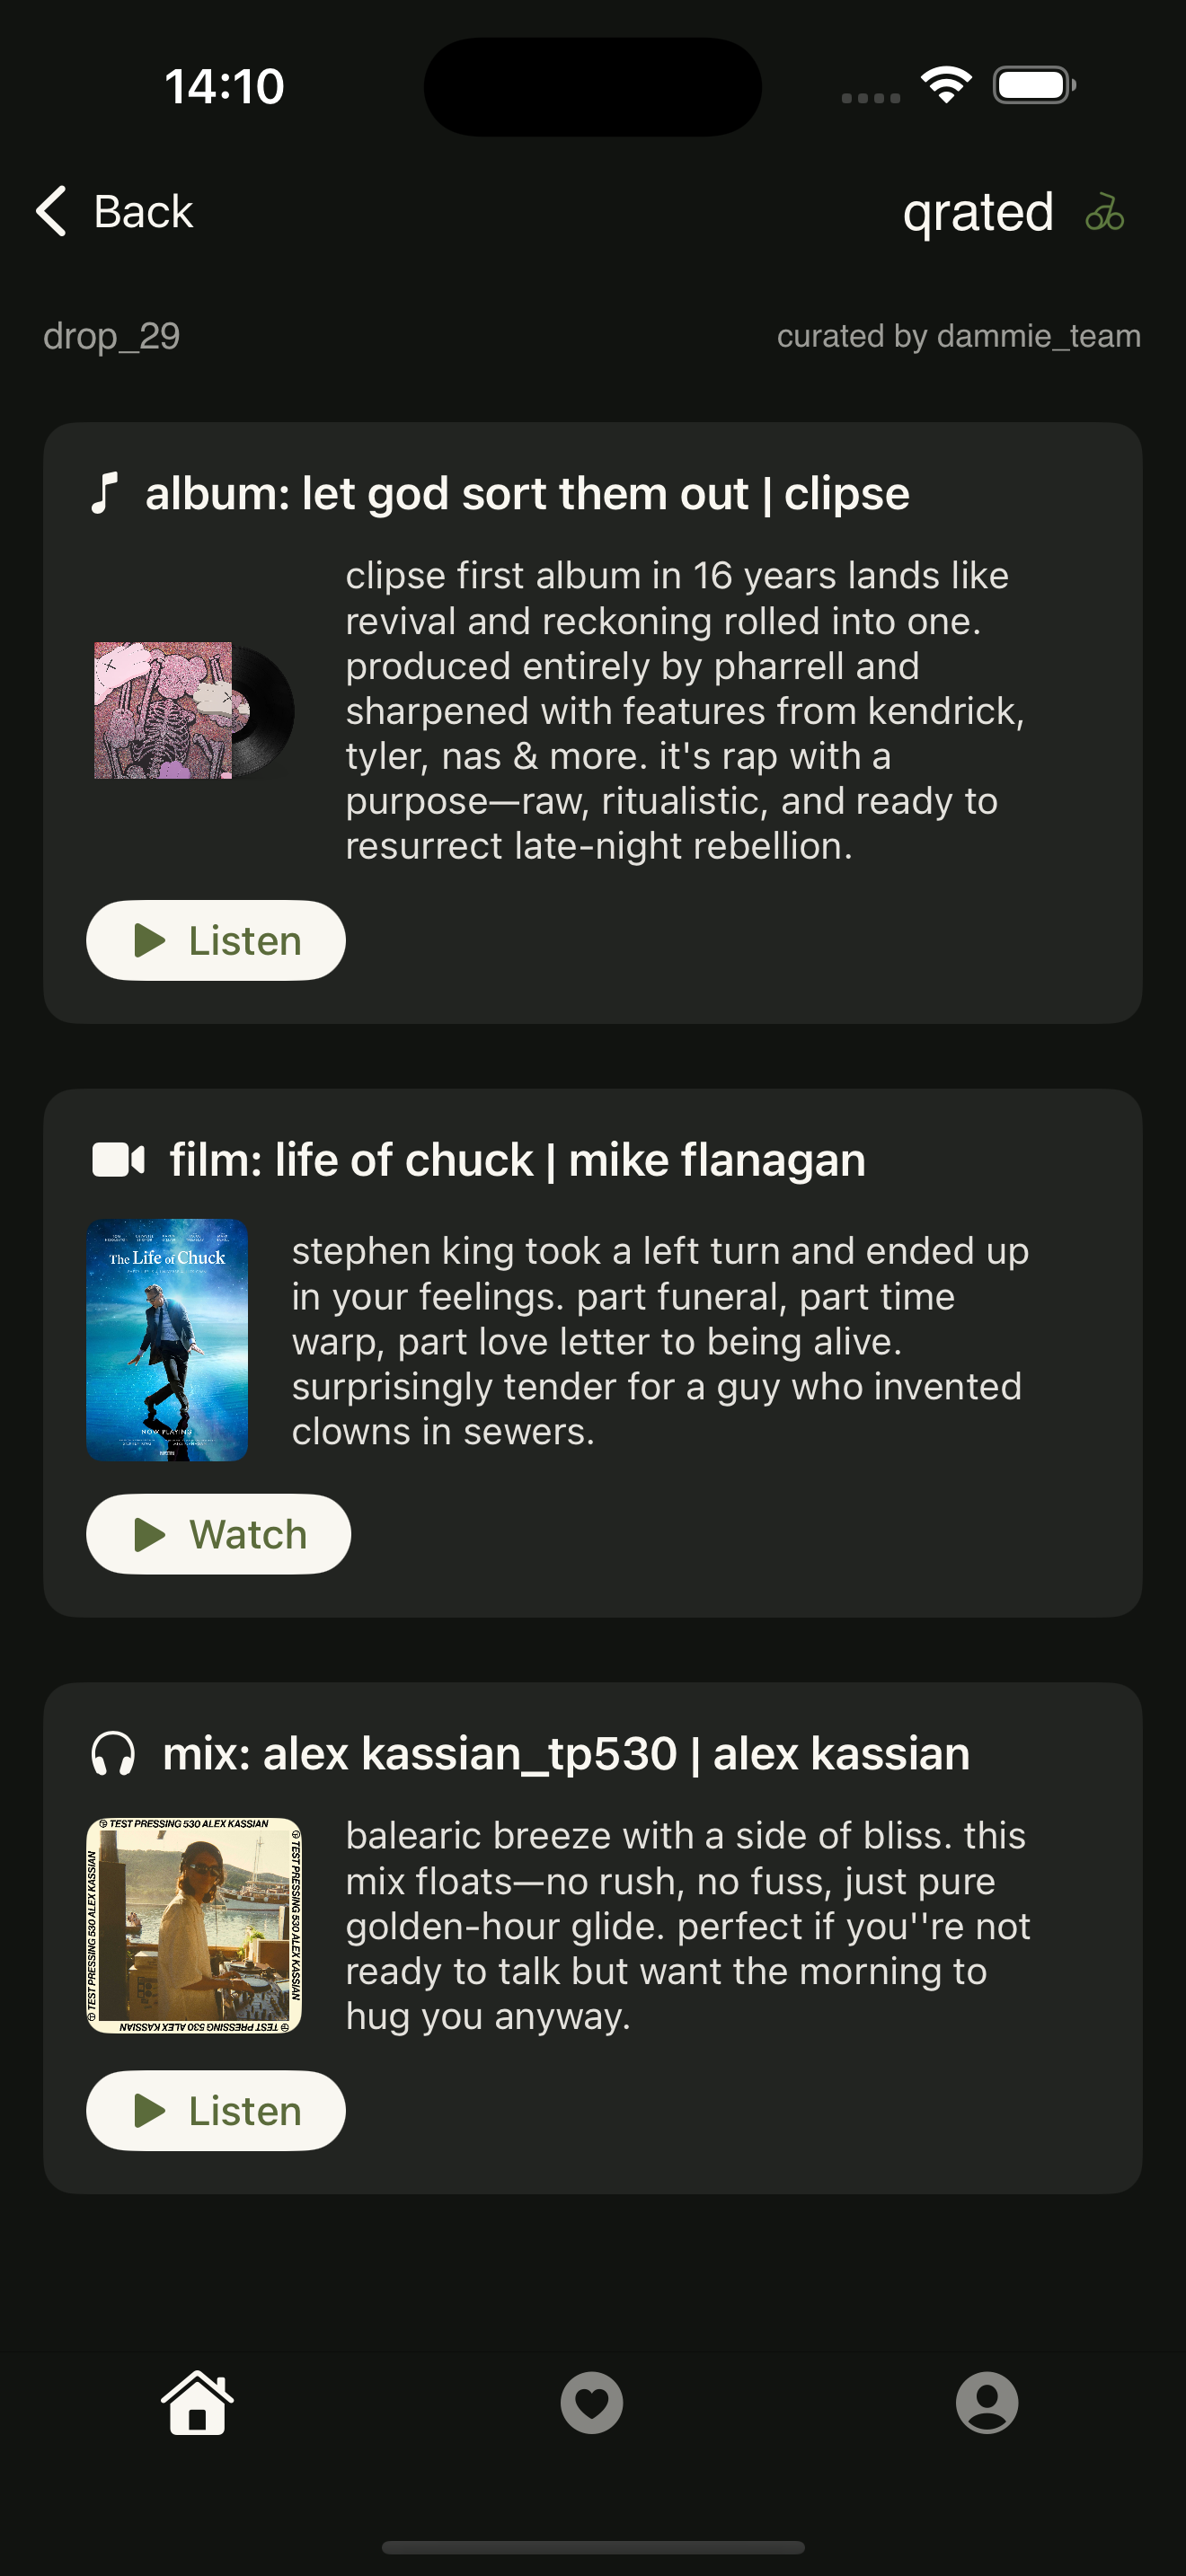 14:10
Back
qrated
drop_29
curated by dammie_team
album: let god sort them out | clipse
clipse first album in 16 years lands like
revival and reckoning rolled into one.
produced entirely by pharrell and
sharpened with features from kendrick,
tyler, nas & more. it's rap with a
purpose—raw, ritualistic, and ready to
resurrect late-night rebellion.
Listen
film: life of chuck | mike flanagan
The Life of Chuck
NOW PLAYING
stephen king took a left turn and ended up
in your feelings. part funeral, part time
warp, part love letter to being alive.
surprisingly tender for a guy who invented
clowns in sewers.
Watch
mix: alex kassian_tp530 | alex kassian
TEST PRESSING 530 ALEX KASSIAN
TEST PRESSING 530 ALEX KASSIAN
TEST PRESSING 530 ALEX KASSIAN
TEST PRESSING 530 ALEX KASSIAN
balearic breeze with a side of bliss. this
mix floats—no rush, no fuss, just pure
golden-hour glide. perfect if you''re not
ready to talk but want the morning to
hug you anyway.
Listen